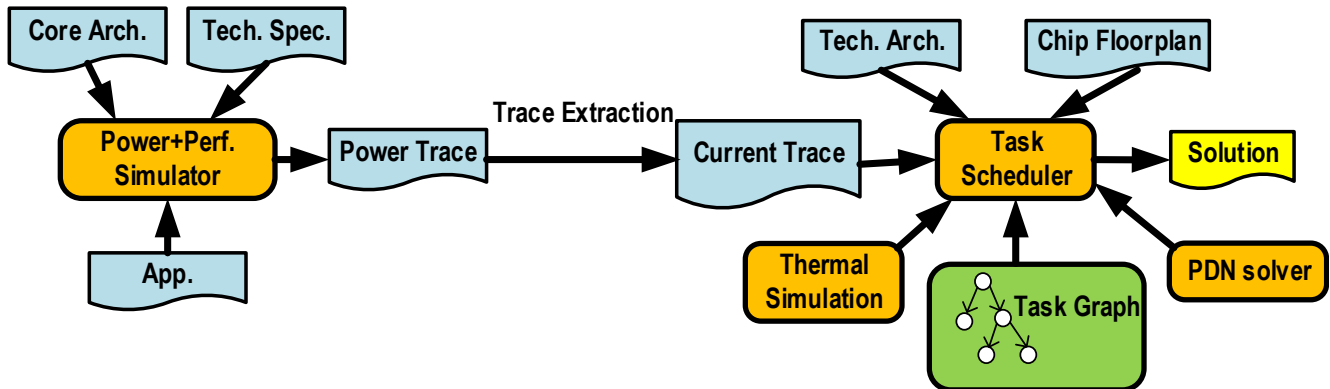 Core Arch.
Tech. Spec.
Power+Perf.
Simulator
App.
Power Trace
Trace Extraction
Current Trace
Tech. Arch.
Chip Floorplan
Task
Scheduler
Solution
Thermal
Simulation
Task Graph
PDN solver